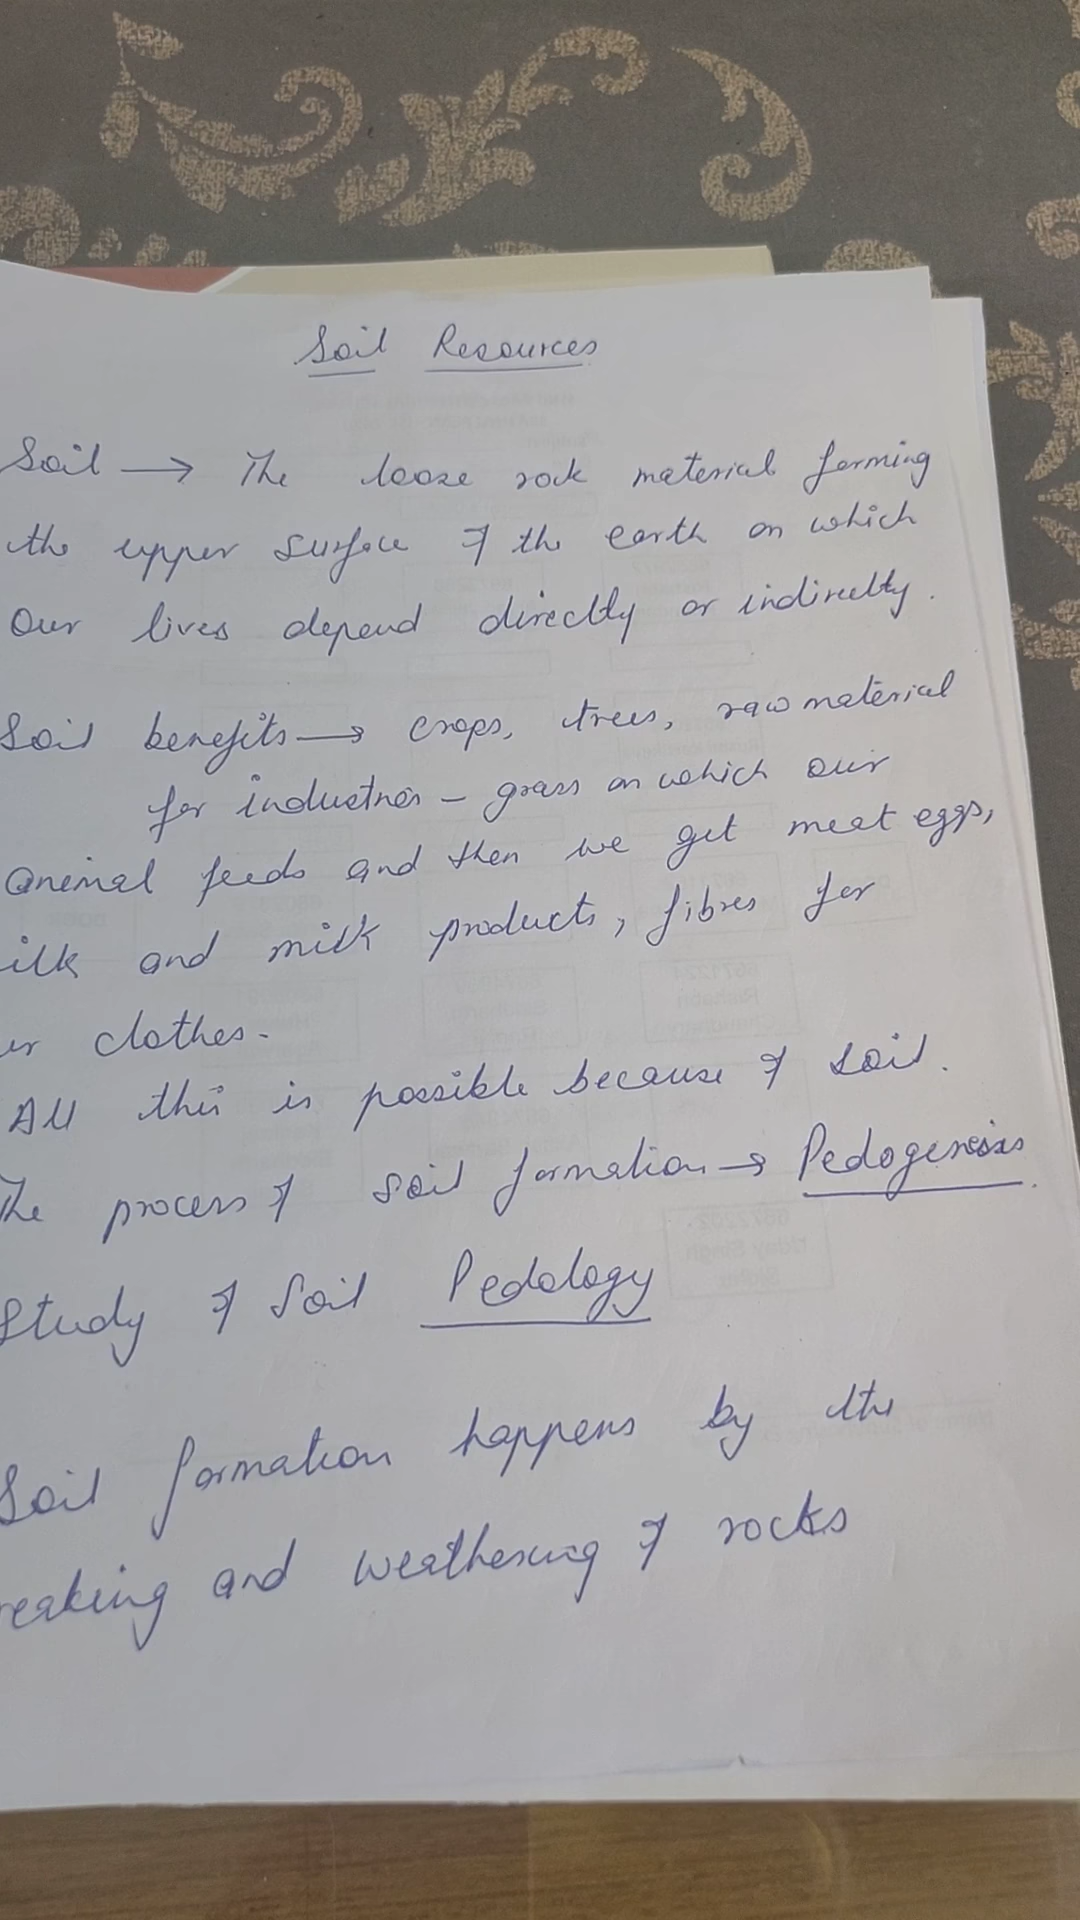 Soil Resources
Soil → The loose rock material forming
the upper surface of the earth on which
our lives depend directly or indirectly.
Soil benefits → crops, trees, raw material
for industries - grass on which our
animal feeds and then we get meat eggs,
ilk and milk products, fibres for
ur clothes.
All this is possible because of soil.
The process of soil formation → Pedogenesis.
Study of Soil Pedology
Soil formation happens by the
reaking and weathering of rocks